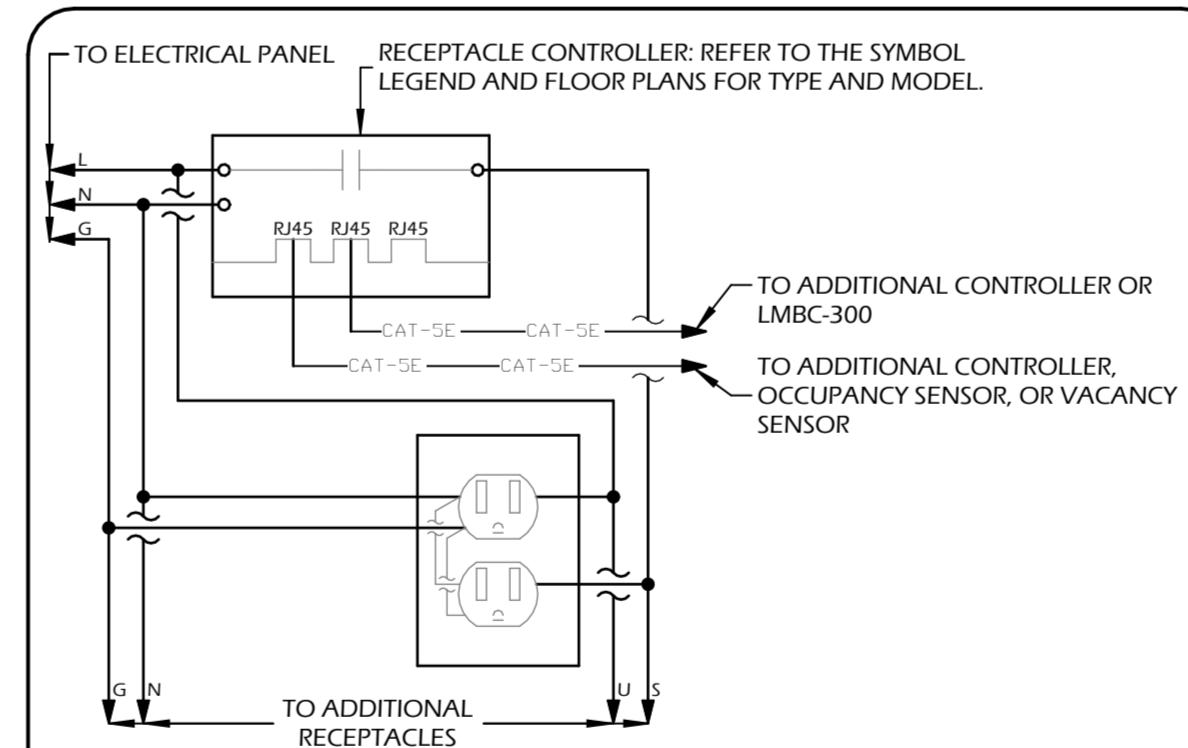 TO ELECTRICAL PANEL
RECEPTACLE CONTROLLER: REFER TO THE SYMBOL
LEGEND AND FLOOR PLANS FOR TYPE AND MODEL.
L
N
G
RJ45 RJ45 RJ45
TO ADDITIONAL CONTROLLER OR
LMBC-300
CAT-5E CAT-5E
CAT-5E CAT-5E
TO ADDITIONAL CONTROLLER,
OCCUPANCY SENSOR, OR VACANCY
SENSOR
G N U S
TO ADDITIONAL
RECEPTACLES